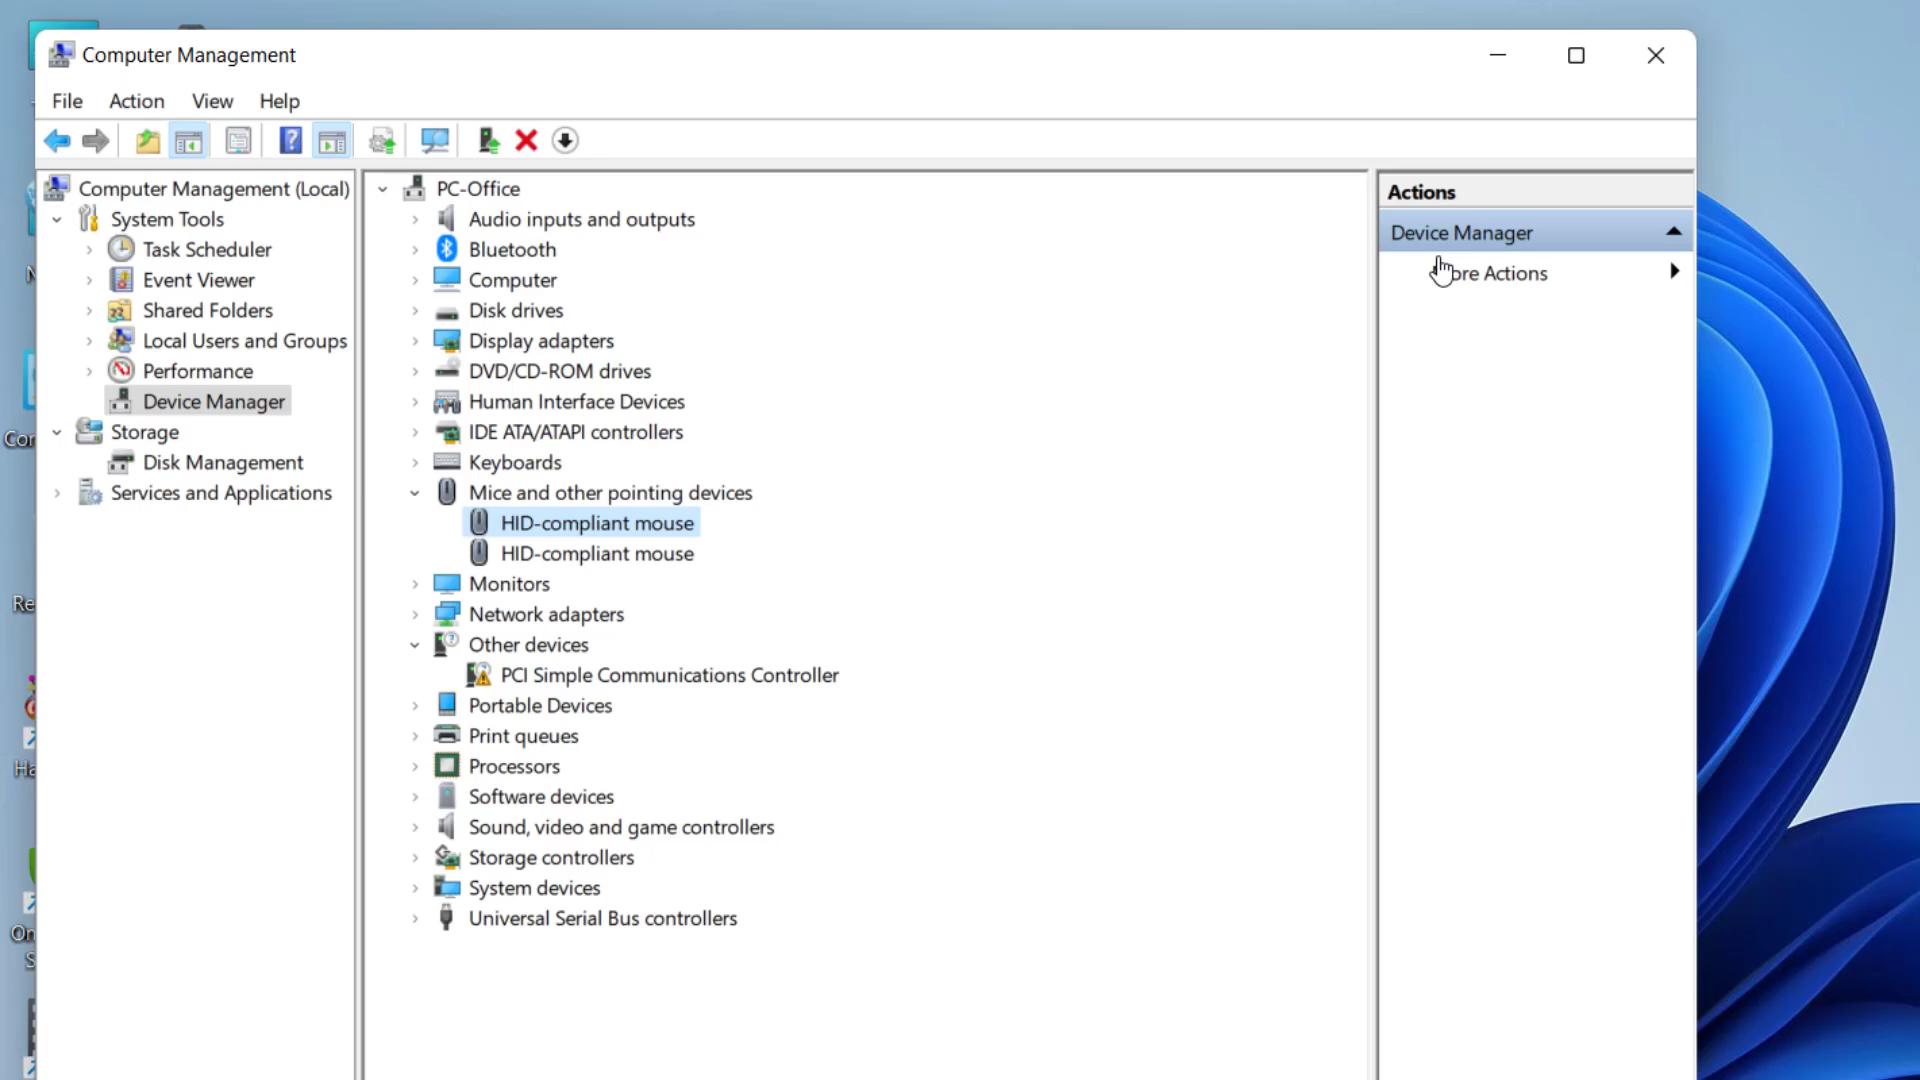 Computer Management
File Action View Help
Computer Management (Local)
System Tools
Task Scheduler
Event Viewer
Shared Folders
Local Users and Groups
Performance
Device Manager
Storage
Disk Management
Services and Applications
PC-Office
Audio inputs and outputs
Bluetooth
Computer
Disk drives
Display adapters
DVD/CD-ROM drives
Human Interface Devices
IDE ATA/ATAPI controllers
Keyboards
Mice and other pointing devices
HID-compliant mouse
HID-compliant mouse
Monitors
Network adapters
Other devices
PCI Simple Communications Controller
Portable Devices
Print queues
Processors
Software devices
Sound, video and game controllers
Storage controllers
System devices
Universal Serial Bus controllers
Actions
Device Manager
More Actions